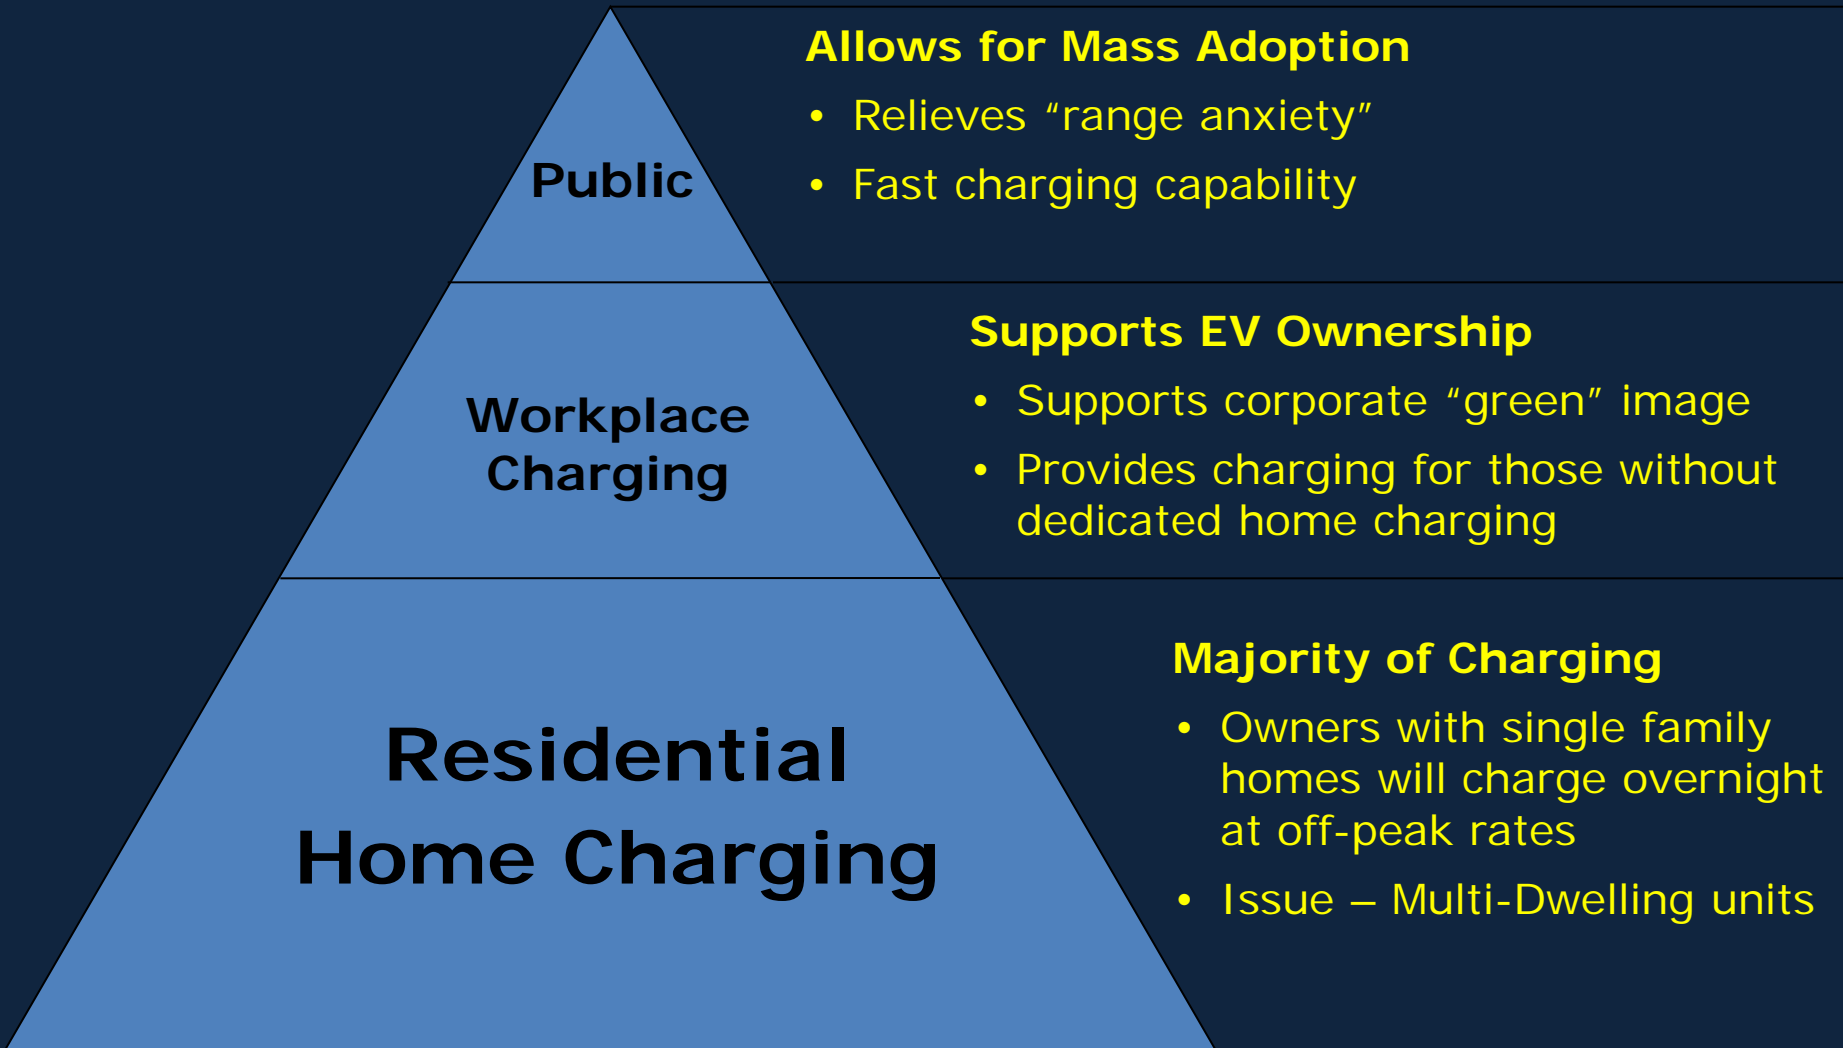 Public
Allows for Mass Adoption
• Relieves “range anxiety”
• Fast charging capability
Workplace
Charging
Supports EV Ownership
• Supports corporate “green” image
• Provides charging for those without
dedicated home charging
Residential
Home Charging
Majority of Charging
• Owners with single family
homes will charge overnight
at off-peak rates
• Issue – Multi-Dwelling units